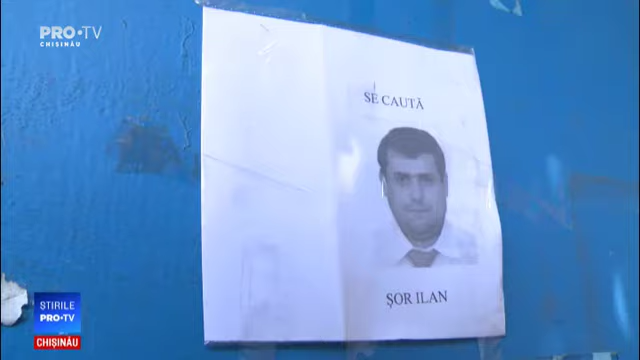 PRO•TV
CHIȘINĂU
SE CAUTĂ
ȘOR ILAN
ȘTIRILE
PRO•TV
CHIȘINĂU